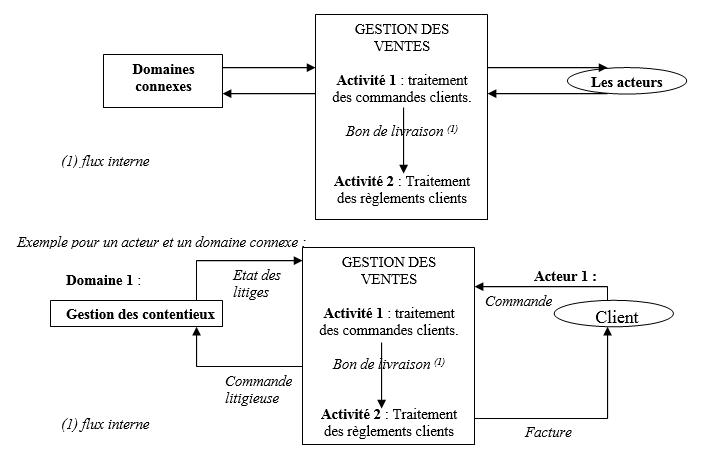 GESTION DES
VENTES
Domaines
connexes
Activité 1 : traitement
des commandes clients.
Les acteurs
Bon de livraison (1)
(1) flux interne
Activité 2 : Traitement
des règlements clients
Exemple pour un acteur et un domaine connexe :
Domaine 1 :
Etat des
litiges
GESTION DES
VENTES
Acteur 1 :
Commande
Gestion des contentieux
Activité 1 : traitement
des commandes clients.
Client
Bon de livraison (1)
Commande
litigieuse
Activité 2 : Traitement
des règlements clients
(1) flux interne
Facture